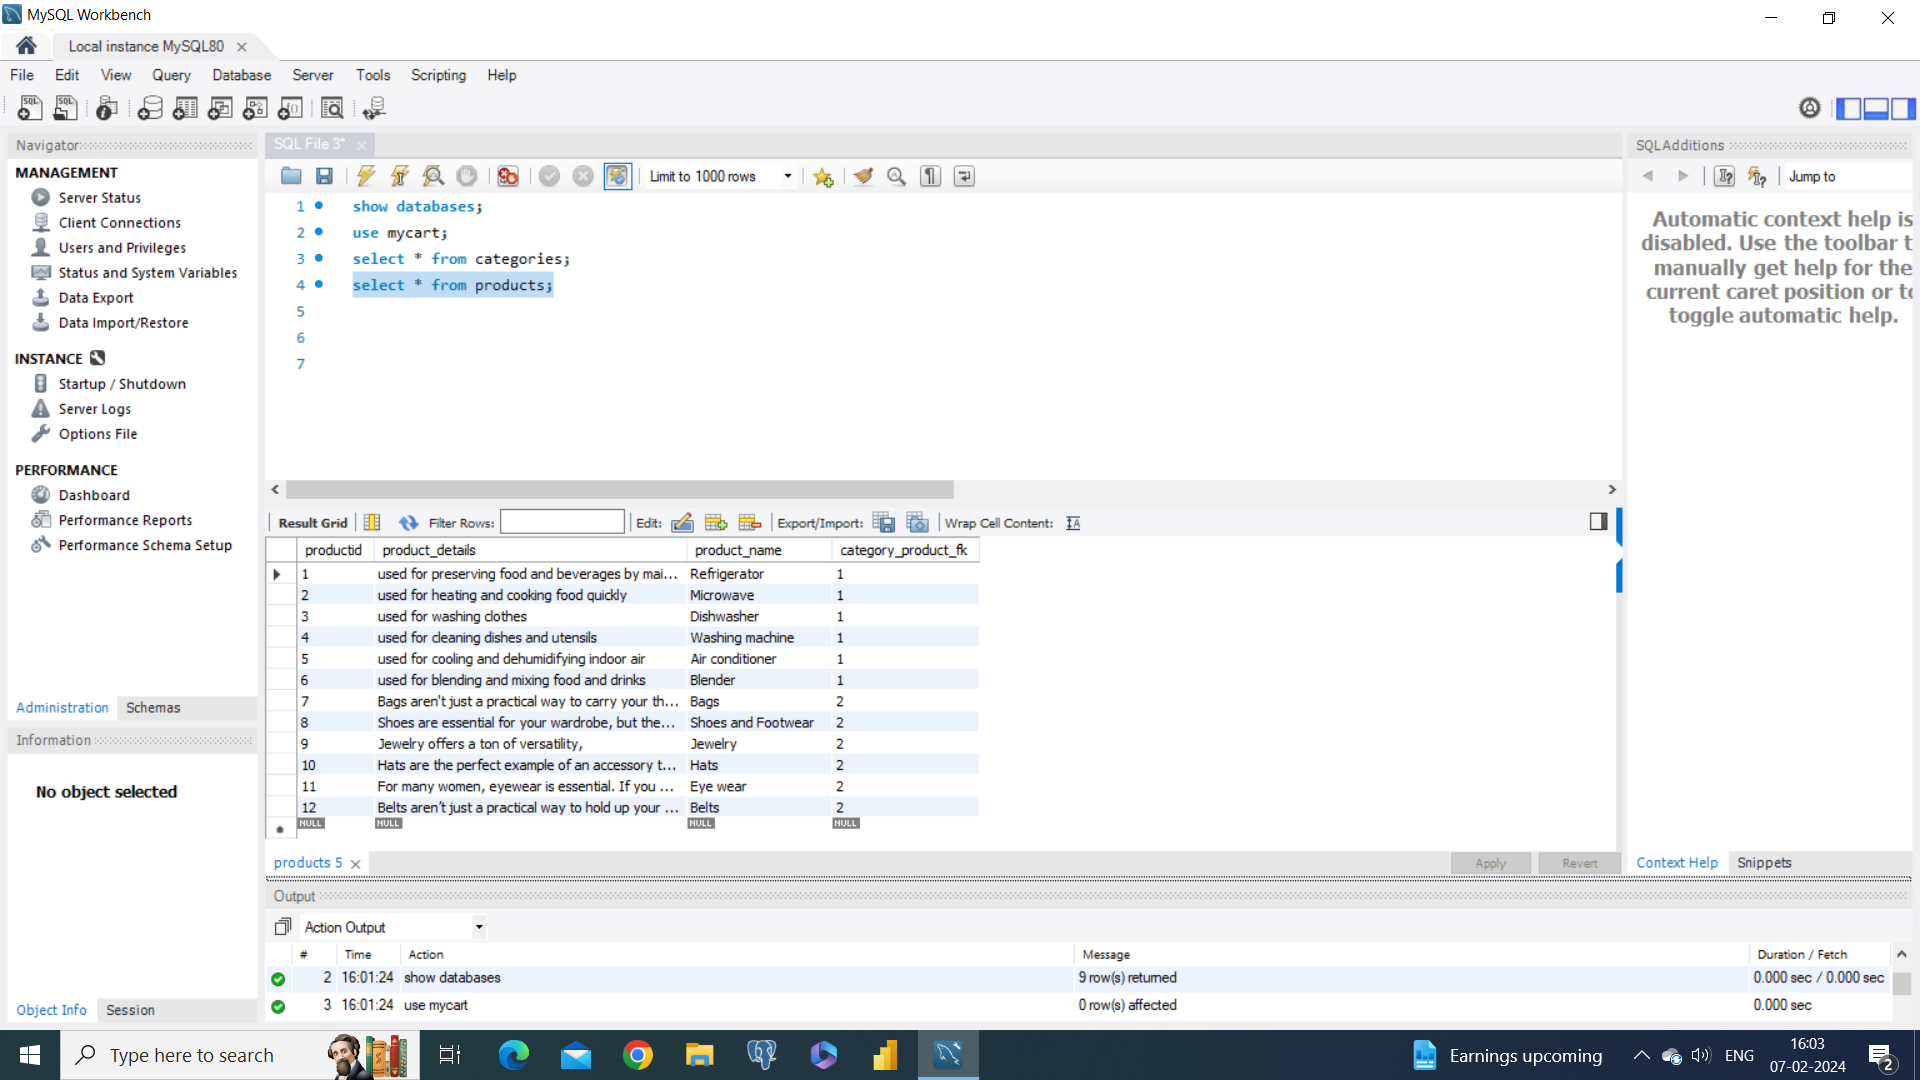 MySQL Workbench
Local instance MySQL80
File Edit View Query Database Server Tools Scripting Help
Navigator
MANAGEMENT
Server Status
Client Connections
Users and Privileges
Status and System Variables
Data Export
Data Import/Restore
INSTANCE
Startup / Shutdown
Server Logs
Options File
PERFORMANCE
Dashboard
Performance Reports
Performance Schema Setup
Administration Schemas
Information
No object selected
Object Info Session
SQL File 3*
Limit to 1000 rows
1 show databases;
2 use mycart;
3 select * from categories;
4 select * from products;
5
6
7
Result Grid Filter Rows: Edit: Export/Import: Wrap Cell Content:
productid product_details product_name category_product_fk
1 used for preserving food and beverages by mai... Refrigerator 1
2 used for heating and cooking food quickly Microwave 1
3 used for washing clothes Dishwasher 1
4 used for cleaning dishes and utensils Washing machine 1
5 used for cooling and dehumidifying indoor air Air conditioner 1
6 used for blending and mixing food and drinks Blender 1
7 Bags aren't just a practical way to carry your th... Bags 2
8 Shoes are essential for your wardrobe, but the... Shoes and Footwear 2
9 Jewelry offers a ton of versatility, Jewelry 2
10 Hats are the perfect example of an accessory t... Hats 2
11 For many women, eyewear is essential. If you ... Eye wear 2
12 Belts aren't just a practical way to hold up your ... Belts 2
NULL NULL NULL NULL
products 5
Apply Revert
Output
Action Output
# Time Action Message Duration / Fetch
2 16:01:24 show databases 9 row(s) returned 0.000 sec / 0.000 sec
3 16:01:24 use mycart 0 row(s) affected 0.000 sec
SQLAdditions
Jump to
Automatic context help is
disabled. Use the toolbar t
manually get help for the
current caret position or to
toggle automatic help.
Context Help Snippets
Type here to search
Earnings upcoming
ENG
16:03
07-02-2024
2